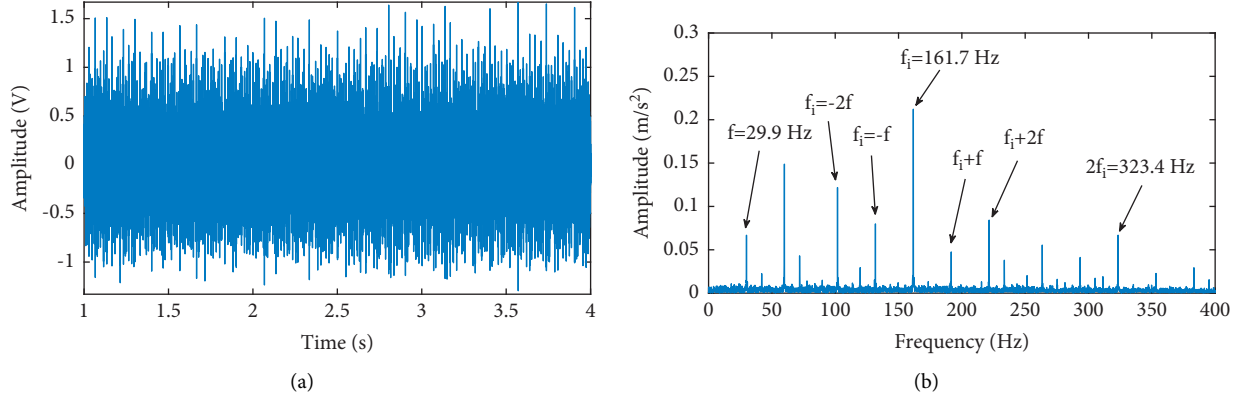 1.5
1
0.5
0
-0.5
-1
Amplitude (V)
1
1.5
2
2.5
3
3.5
4
Time (s)
(a)
0.3
0.25
0.2
0.15
0.1
0.05
0
Amplitude (m/s²)
f=29.9 Hz
fᵢ=-2f
fᵢ=-f
fᵢ=161.7 Hz
fᵢ+f
fᵢ+2f
2fᵢ=323.4 Hz
0
50
100
150
200
250
300
350
400
Frequency (Hz)
(b)